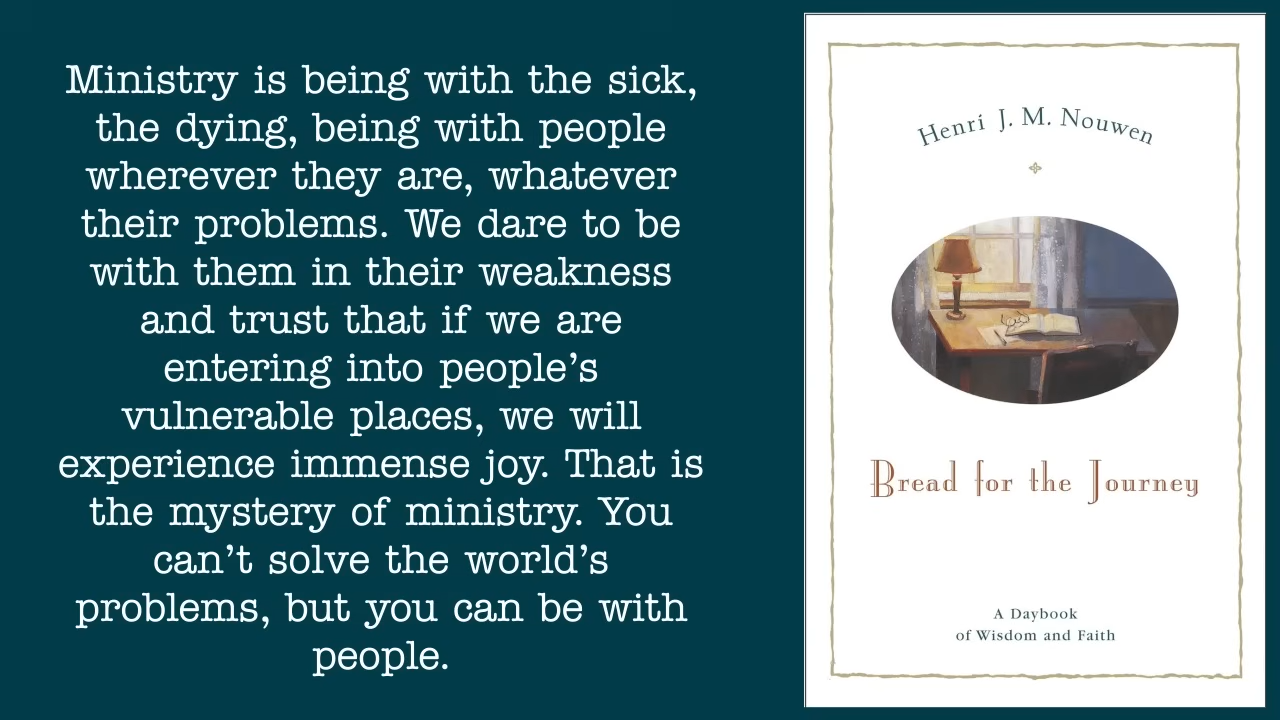 Ministry is being with the sick,
the dying, being with people
wherever they are, whatever
their problems. We dare to be
with them in their weakness
and trust that if we are
entering into people’s
vulnerable places, we will
experience immense joy. That is
the mystery of ministry. You
can’t solve the world’s
problems, but you can be with
people.
Henri J. M. Nouwen
Bread for the Journey
A Daybook
of Wisdom and Faith